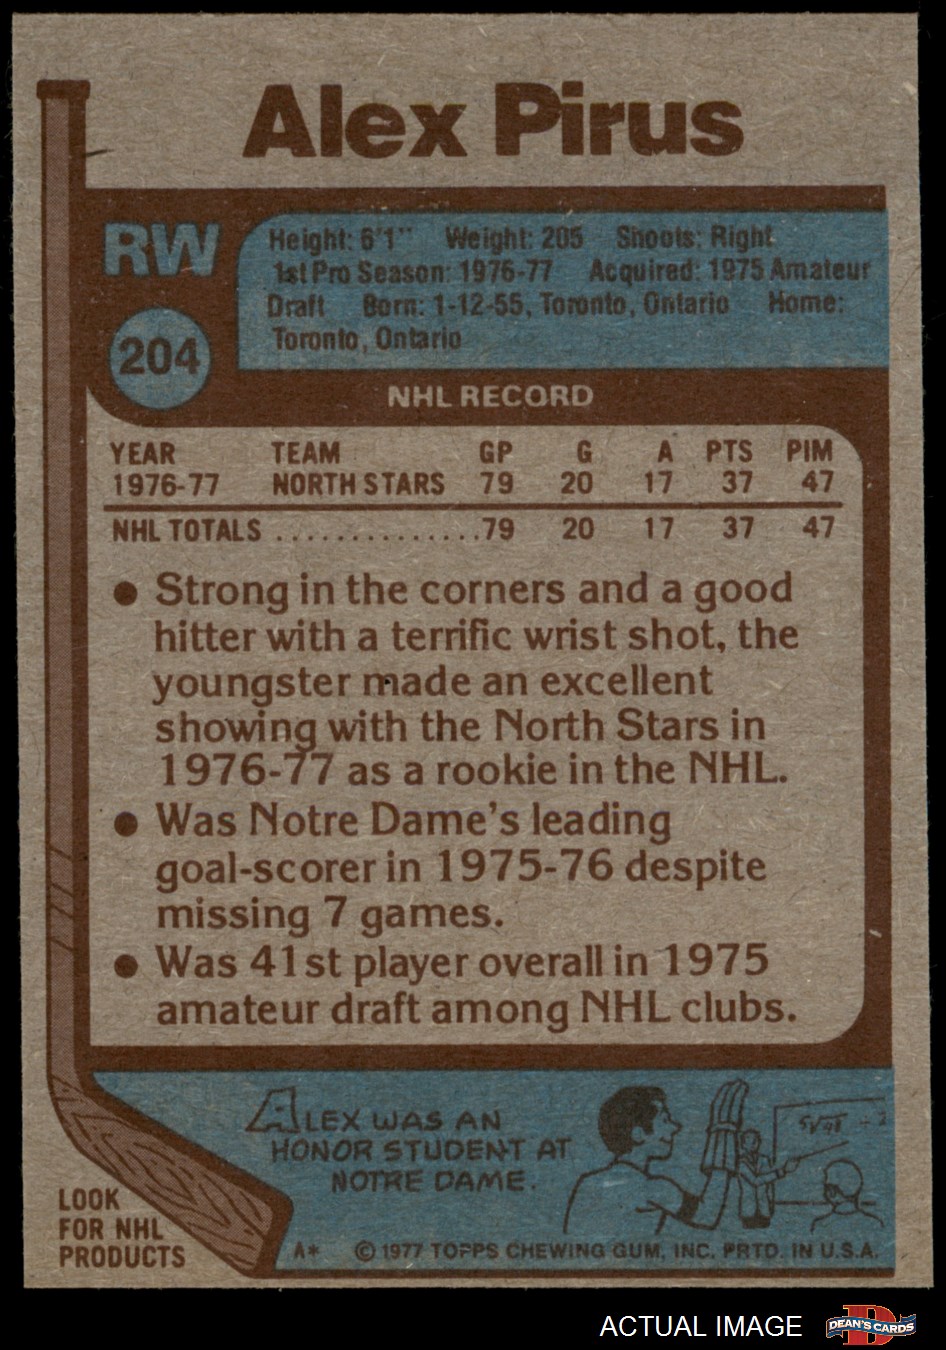 Alex Pirus
RW
204
Height: 6'1" Weight: 205 Shoots: Right
1st Pro Season: 1976-77 Acquired: 1975 Amateur
Draft Born: 1-12-55, Toronto, Ontario Home:
Toronto, Ontario
NHL RECORD
YEAR TEAM GP G A PTS PIM
1976-77 NORTH STARS 79 20 17 37 47
NHL TOTALS ..............79 20 17 37 47
● Strong in the corners and a good
hitter with a terrific wrist shot, the
youngster made an excellent
showing with the North Stars in
1976-77 as a rookie in the NHL.
● Was Notre Dame's leading
goal-scorer in 1975-76 despite
missing 7 games.
● Was 41st player overall in 1975
amateur draft among NHL clubs.
ALEX WAS AN
HONOR STUDENT AT
NOTRE DAME.
LOOK
FOR NHL
PRODUCTS
A* © 1977 TOPPS CHEWING GUM, INC. PRTD. IN U.S.A.
ACTUAL IMAGE
DEAN'S CARDS